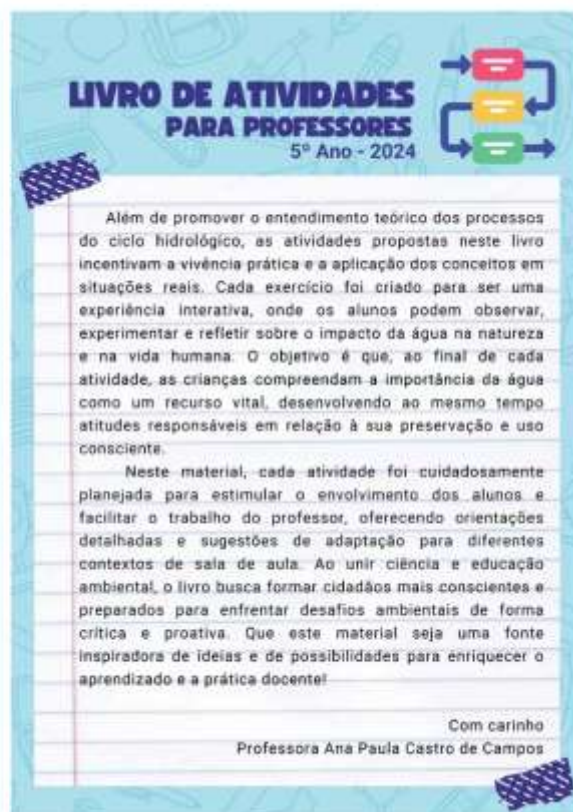 LIVRO DE ATIVIDADES
PARA PROFESSORES
5º Ano - 2024
Além de promover o entendimento teórico dos processos
do ciclo hidrológico, as atividades propostas neste livro
incentivam a vivência prática e a aplicação dos conceitos em
situações reais. Cada exercício foi criado para ser uma
experiência interativa, onde os alunos podem observar,
experimentar e refletir sobre o impacto da água na natureza
e na vida humana. O objetivo é que, ao final de cada
atividade, as crianças compreendam a importância da água
como um recurso vital, desenvolvendo ao mesmo tempo
atitudes responsáveis em relação à sua preservação e uso
consciente.
Neste material, cada atividade foi cuidadosamente
planejada para estimular o envolvimento dos alunos e
facilitar o trabalho do professor, oferecendo orientações
detalhadas e sugestões de adaptação para diferentes
contextos de sala de aula. Ao unir ciência e educação
ambiental, o livro busca formar cidadãos mais conscientes e
preparados para enfrentar desafios ambientais de forma
crítica e proativa. Que este material seja uma fonte
inspiradora de ideias e de possibilidades para enriquecer o
aprendizado e a prática docente!
Com carinho
Professora Ana Paula Castro de Campos